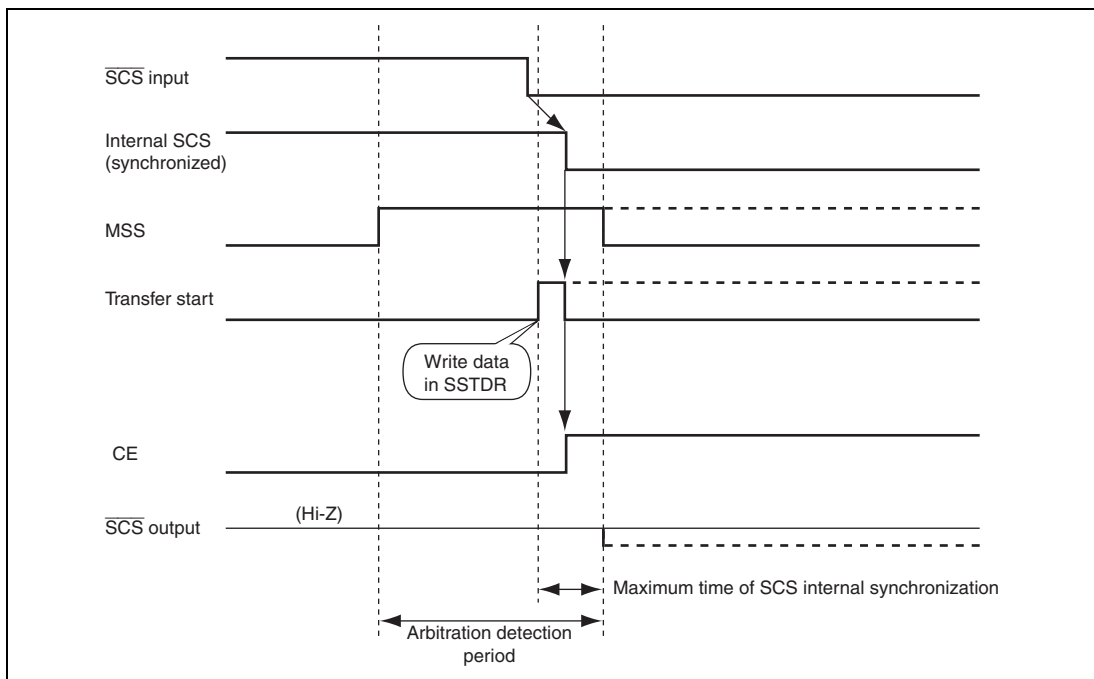 SCS input
Internal SCS
(synchronized)
MSS
Transfer start
Write data
in SSTDR
CE
(Hi-Z)
SCS output
Maximum time of SCS internal synchronization
Arbitration detection
period